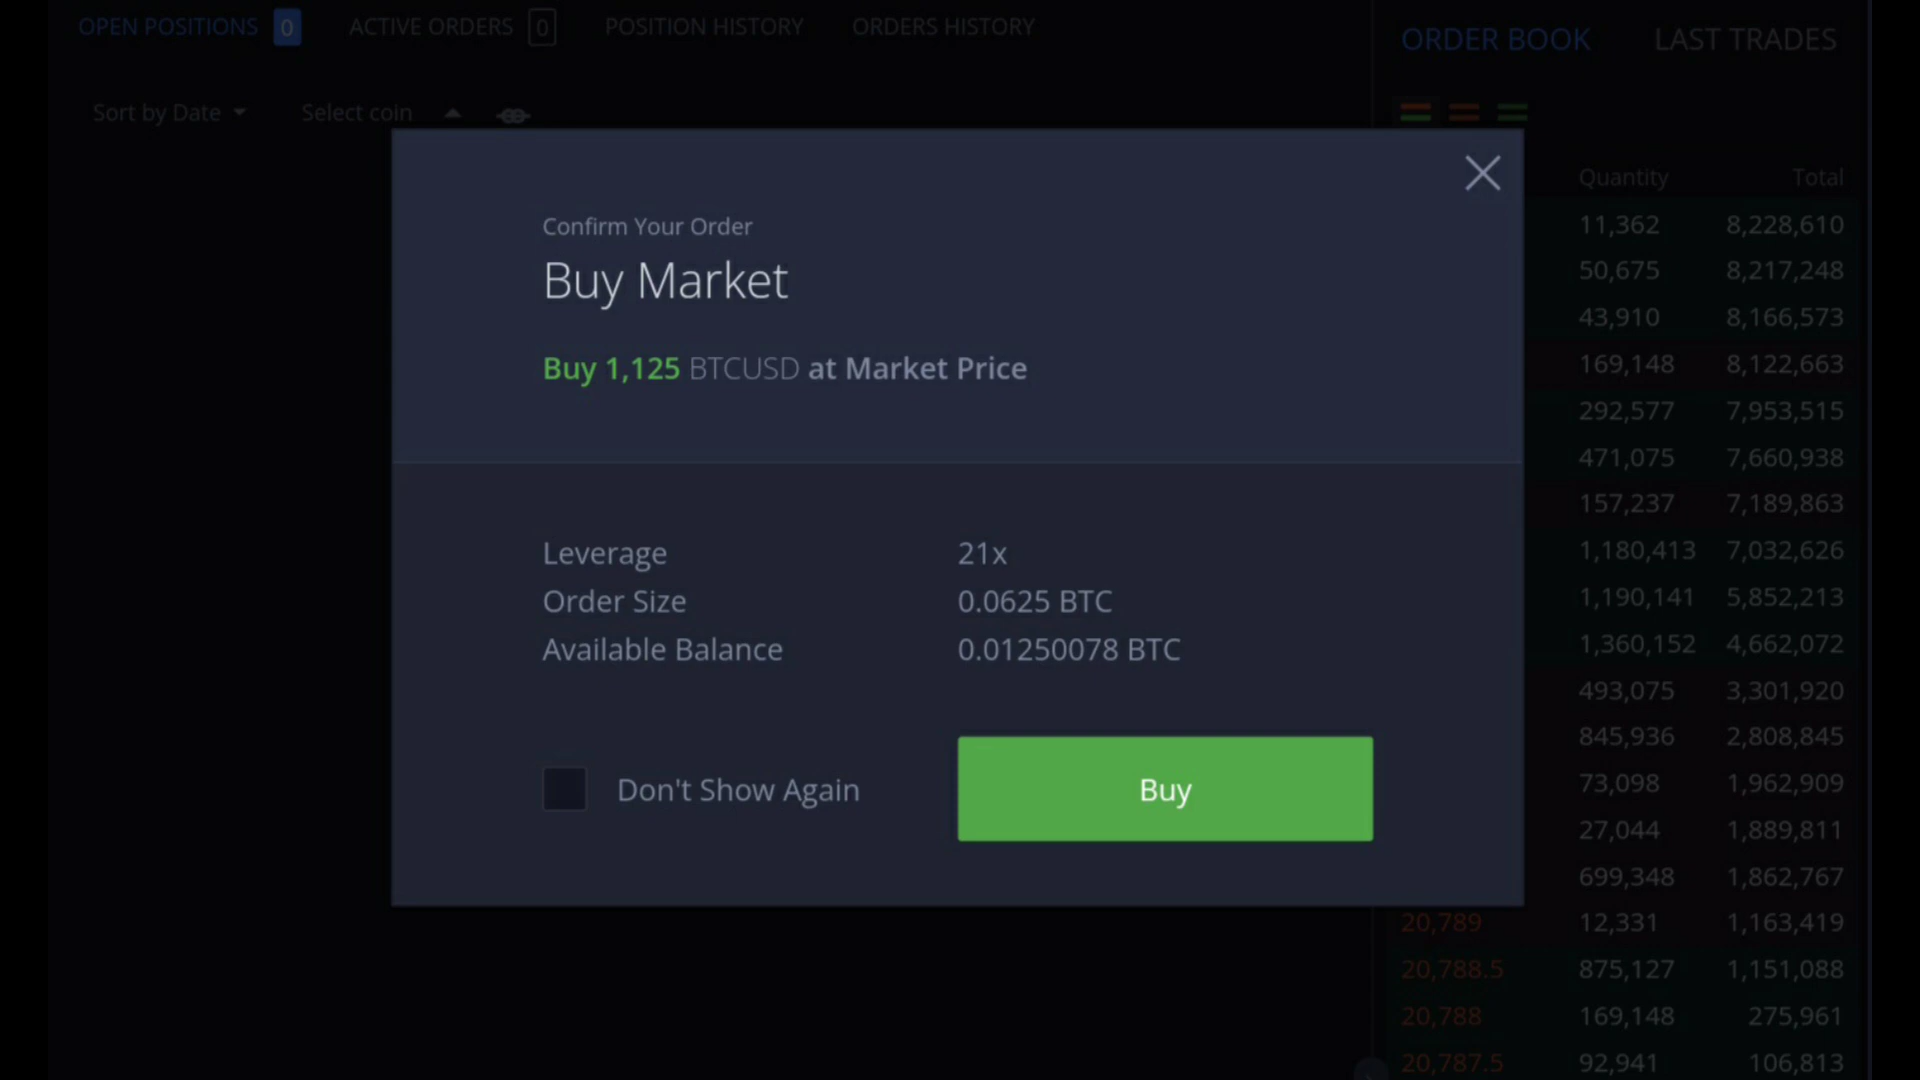 OPEN POSITIONS 0 ACTIVE ORDERS 0 POSITION HISTORY ORDERS HISTORY
ORDER BOOK LAST TRADES
Sort by Date Select coin
Quantity Total
11,362 8,228,610
50,675 8,217,248
43,910 8,166,573
169,148 8,122,663
292,577 7,953,515
471,075 7,660,938
157,237 7,189,863
1,180,413 7,032,626
1,190,141 5,852,213
1,360,152 4,662,072
493,075 3,301,920
845,936 2,808,845
73,098 1,962,909
27,044 1,889,811
699,348 1,862,767
20,789 12,331 1,163,419
20,788.5 875,127 1,151,088
20,788 169,148 275,961
20,787.5 92,941 106,813
Confirm Your Order
Buy Market
Buy 1,125 BTCUSD at Market Price
Leverage 21x
Order Size 0.0625 BTC
Available Balance 0.01250078 BTC
Don't Show Again Buy